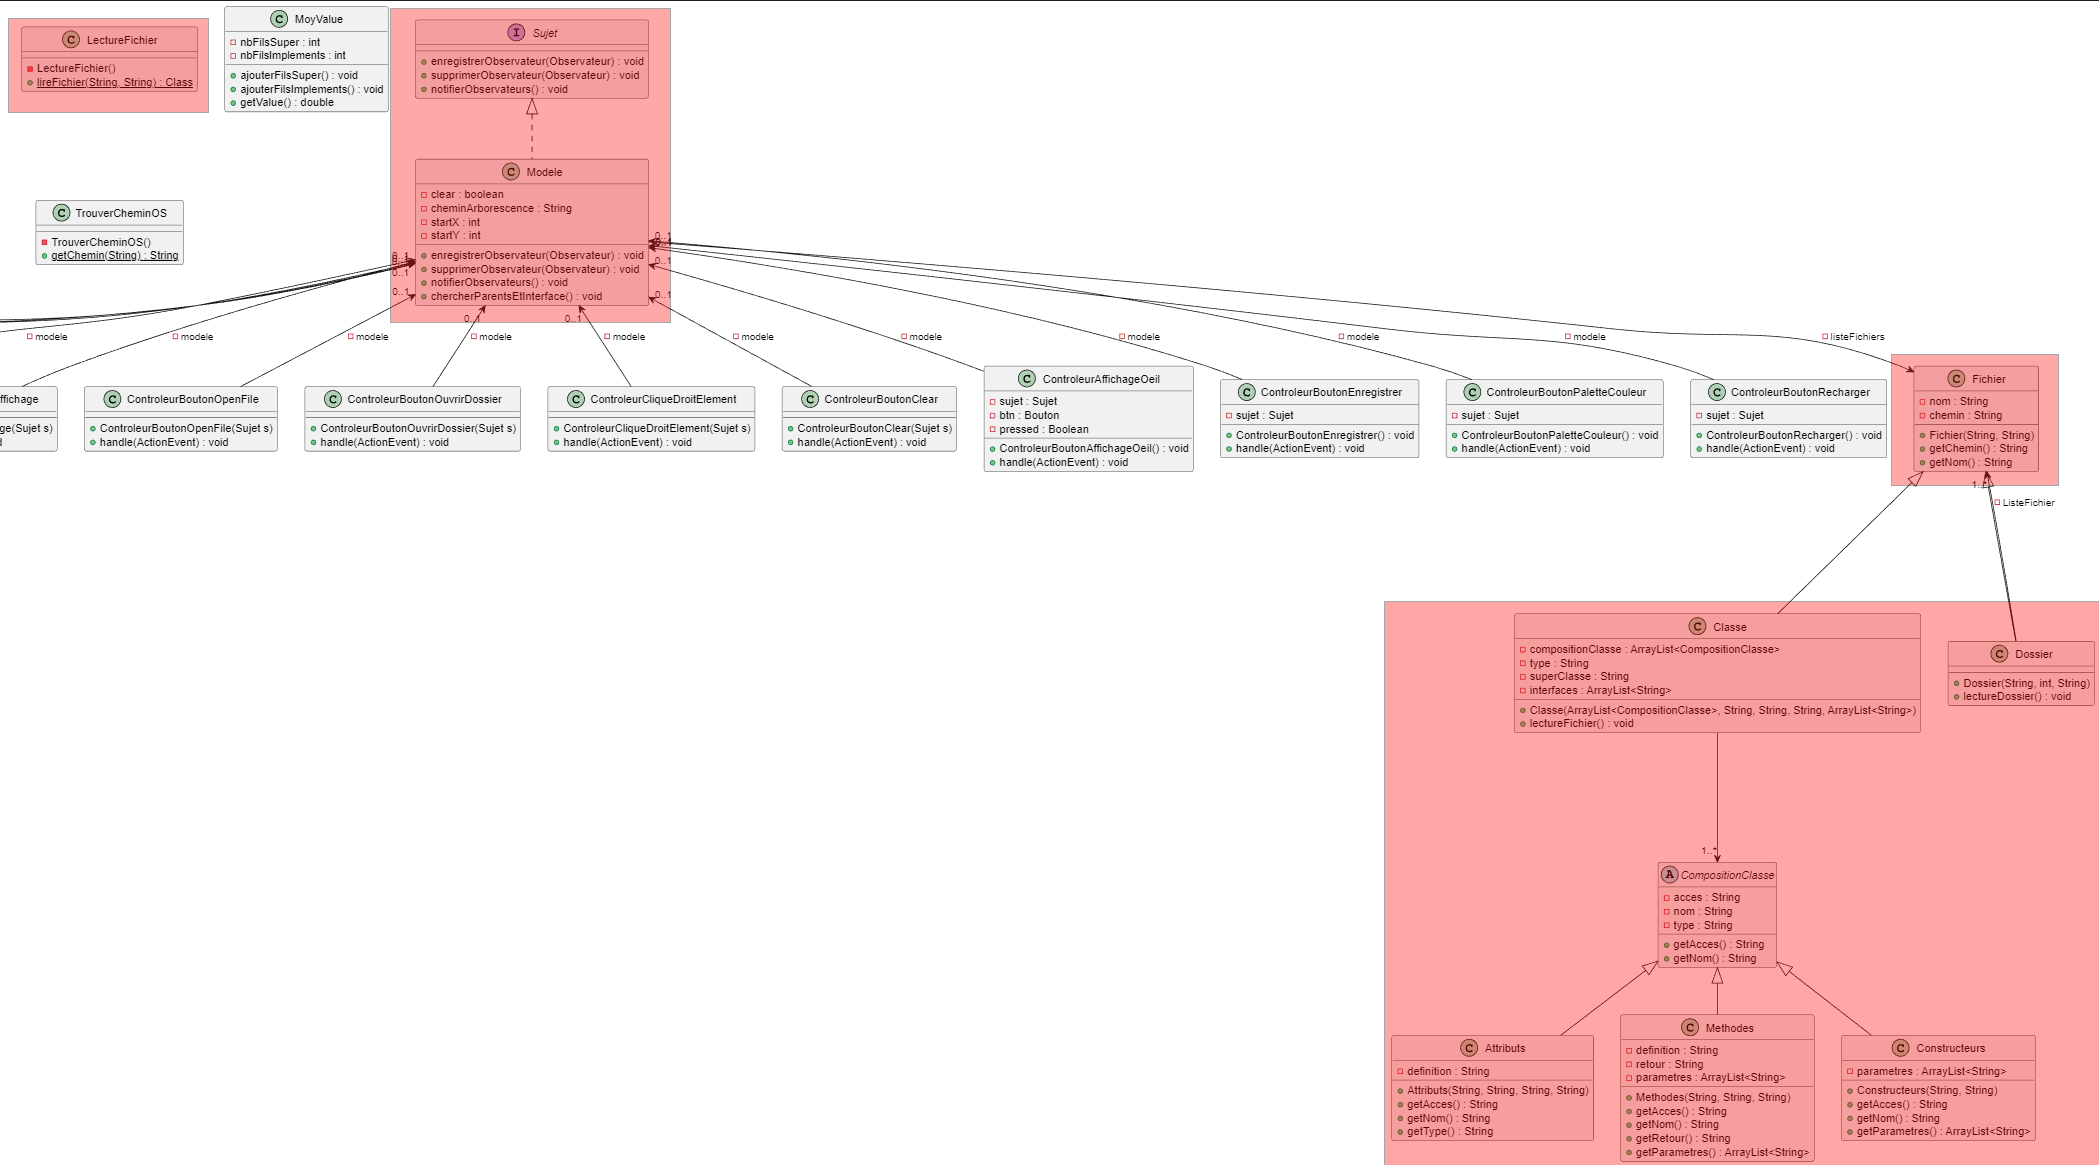 C LectureFichier
LectureFichier()
lireFichier(String, String) : Class
C MoyValue
nbFilsSuper : int
nbFilsImplements : int
ajouterFilsSuper() : void
ajouterFilsImplements() : void
getValue() : double
I Sujet
enregistrerObservateur(Observateur) : void
supprimerObservateur(Observateur) : void
notifierObservateurs() : void
C TrouverCheminOS
TrouverCheminOS()
getChemin(String) : String
C Modele
clear : boolean
cheminArborescence : String
startX : int
startY : int
enregistrerObservateur(Observateur) : void
supprimerObservateur(Observateur) : void
notifierObservateurs() : void
chercherParentsEtInterface() : void
0..1
0..1
0..1
0..1
0..1
0..1
0..1
0..1
modele
modele
modele
modele
modele
modele
modele
modele
modele
modele
listeFichiers
ffichage
ge(Sujet s)
C ControleurBoutonOpenFile
ControleurBoutonOpenFile(Sujet s)
handle(ActionEvent) : void
C ControleurBoutonOuvrirDossier
ControleurBoutonOuvrirDossier(Sujet s)
handle(ActionEvent) : void
C ControleurCliqueDroitElement
ControleurCliqueDroitElement(Sujet s)
handle(ActionEvent) : void
C ControleurBoutonClear
ControleurBoutonClear(Sujet s)
handle(ActionEvent) : void
C ControleurAffichageOeil
sujet : Sujet
btn : Bouton
pressed : Boolean
ControleurBoutonAffichageOeil() : void
handle(ActionEvent) : void
C ControleurBoutonEnregistrer
sujet : Sujet
ControleurBoutonEnregistrer() : void
handle(ActionEvent) : void
C ControleurBoutonPaletteCouleur
sujet : Sujet
ControleurBoutonPaletteCouleur() : void
handle(ActionEvent) : void
C ControleurBoutonRecharger
sujet : Sujet
ControleurBoutonRecharger() : void
handle(ActionEvent) : void
C Fichier
nom : String
chemin : String
Fichier(String, String)
getChemin() : String
getNom() : String
1..*
ListeFichier
C Classe
compositionClasse : ArrayList<CompositionClasse>
type : String
superClasse : String
interfaces : ArrayList<String>
Classe(ArrayList<CompositionClasse>, String, String, String, ArrayList<String>)
lectureFichier() : void
C Dossier
Dossier(String, int, String)
lectureDossier() : void
1..*
A CompositionClasse
acces : String
nom : String
type : String
getAcces() : String
getNom() : String
C Attributs
definition : String
Attributs(String, String, String, String)
getAcces() : String
getNom() : String
getType() : String
C Methodes
definition : String
retour : String
parametres : ArrayList<String>
Methodes(String, String, String)
getAcces() : String
getNom() : String
getRetour() : String
getParametres() : ArrayList<String>
C Constructeurs
parametres : ArrayList<String>
Constructeurs(String, String)
getAcces() : String
getNom() : String
getParametres() : ArrayList<String>